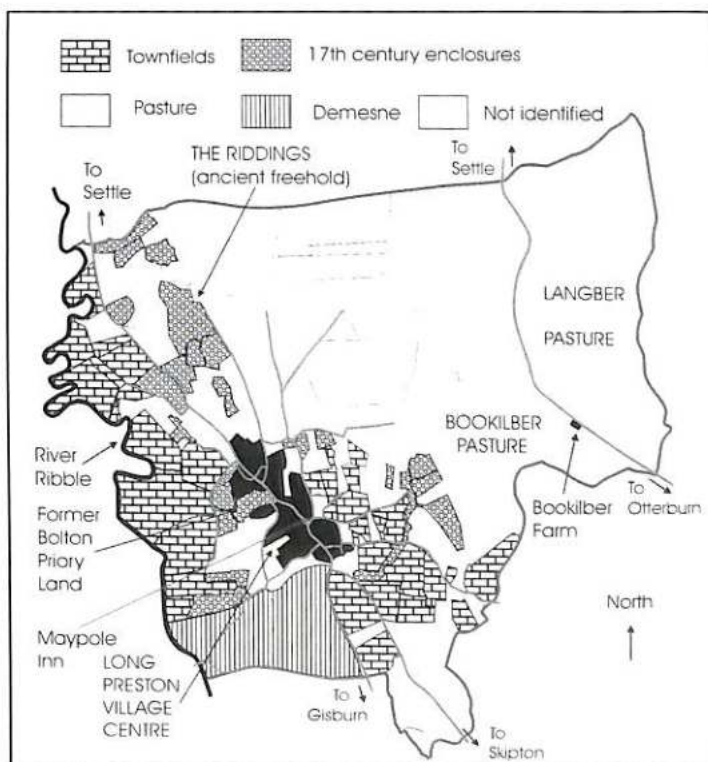 Townfields
17th century enclosures
Pasture
Demesne
Not identified
THE RIDDINGS
(ancient freehold)
To
Settle
To
Settle
LANGBER
PASTURE
BOOKILBER
PASTURE
River
Ribble
Former
Bolton
Priory
Land
Bookilber
Farm
To
Otterburn
Maypole
Inn
LONG
PRESTON
VILLAGE
CENTRE
North
To
Gisburn
To
Skipton